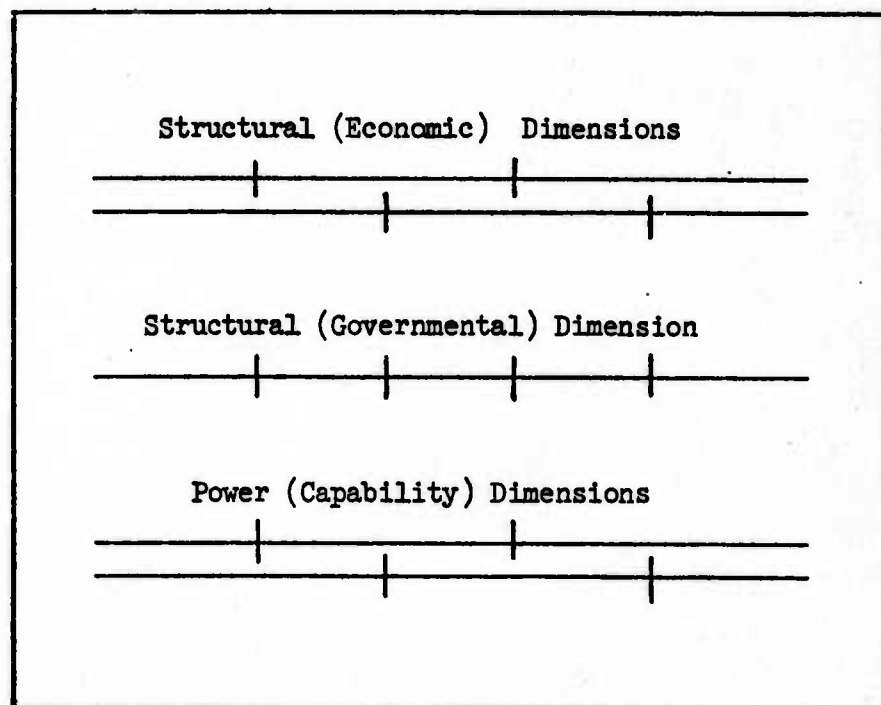 Structural (Economic) Dimensions
Structural (Governmental) Dimension
Power (Capability) Dimensions